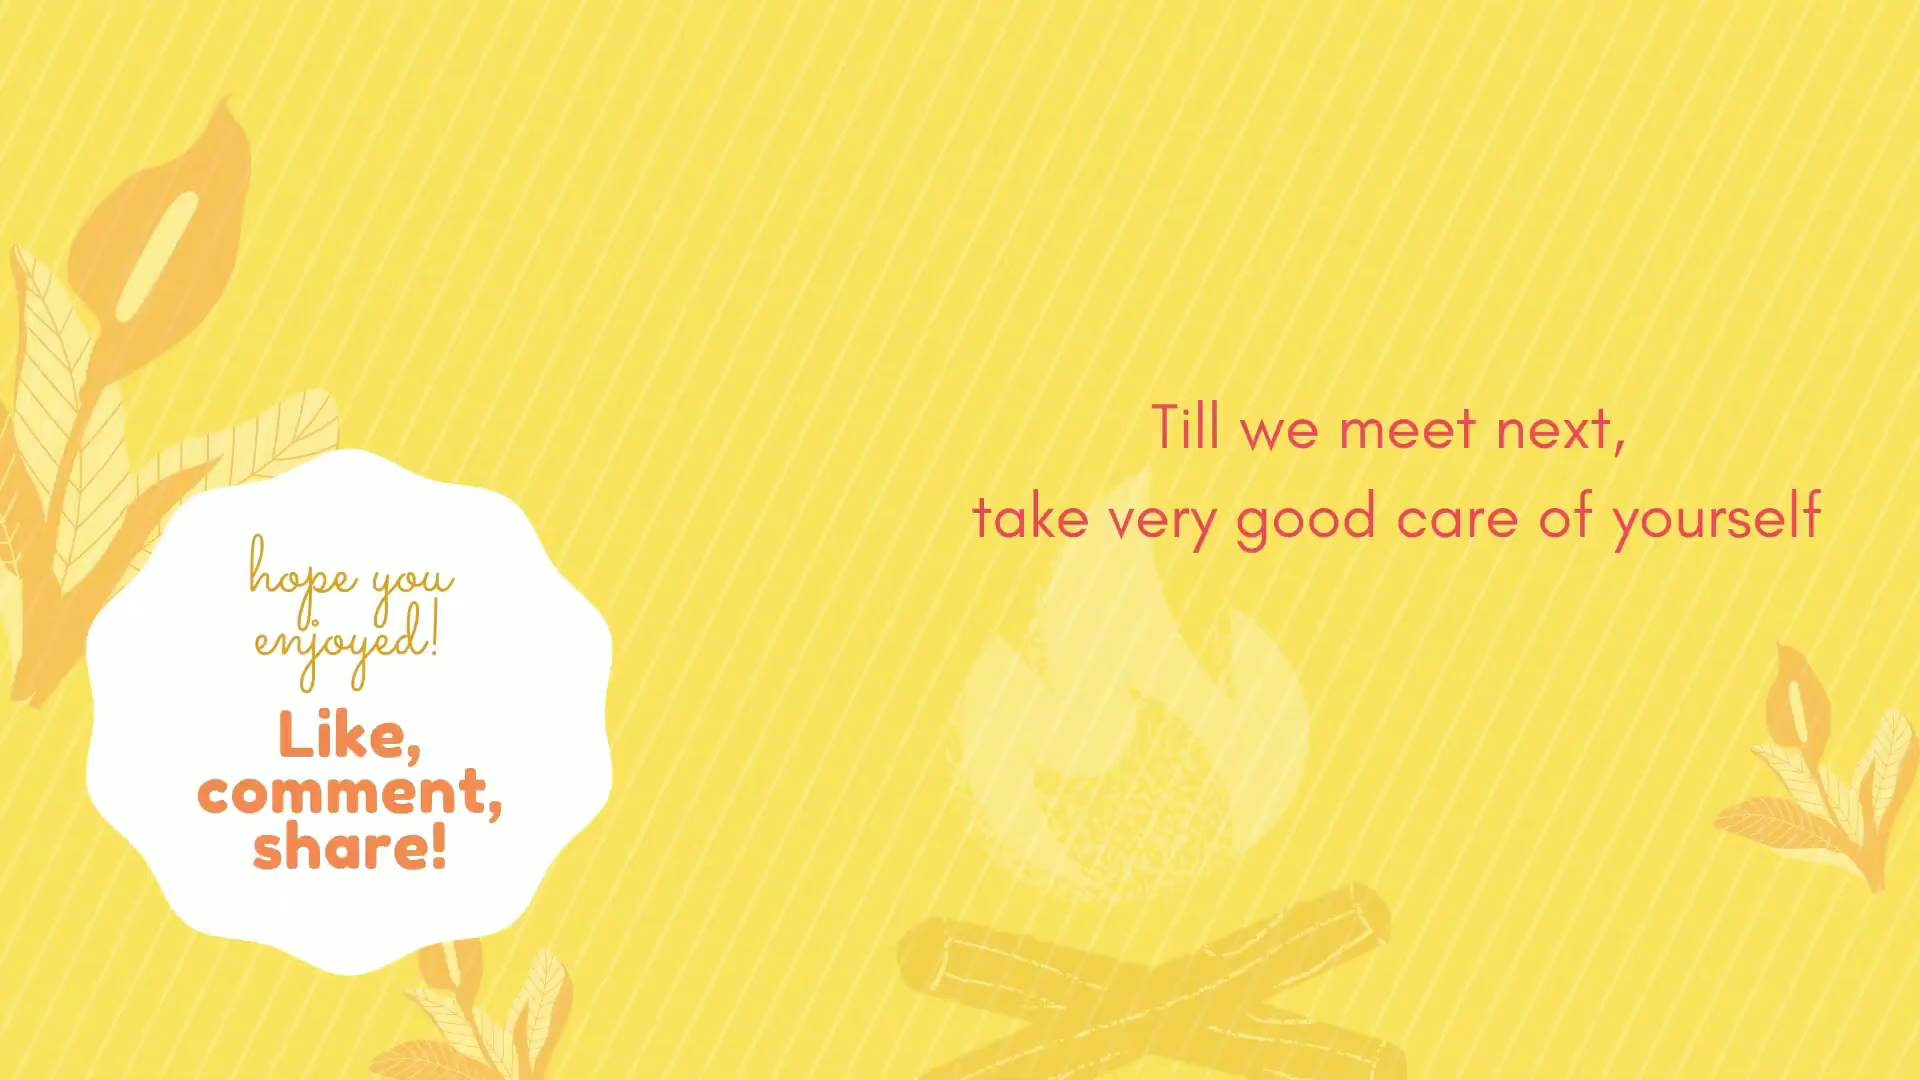 Till we meet next,
take very good care of yourself
hope you
enjoyed!
Like,
comment,
share!